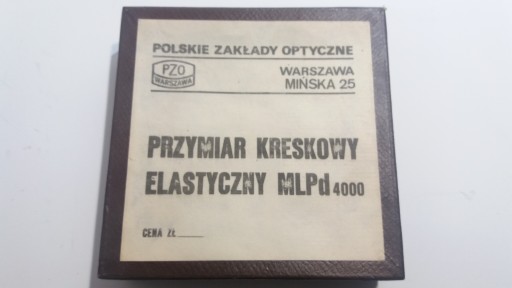 POLSKIE ZAKŁADY OPTYCZNE
PZO
WARSZAWA
WARSZAWA
MIŃSKA 25
PRZYMIAR KRESKOWY
ELASTYCZNY MLPd 4000
CENA ZŁ